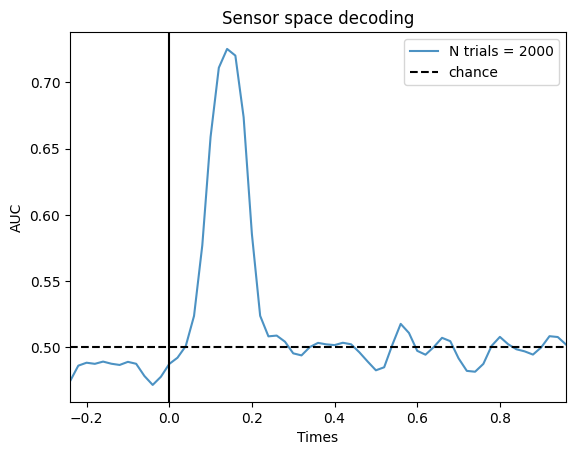 Sensor space decoding
N trials = 2000
chance
AUC
0.70
0.65
0.60
0.55
0.50
−0.2 0.0 0.2 0.4 0.6 0.8
Times